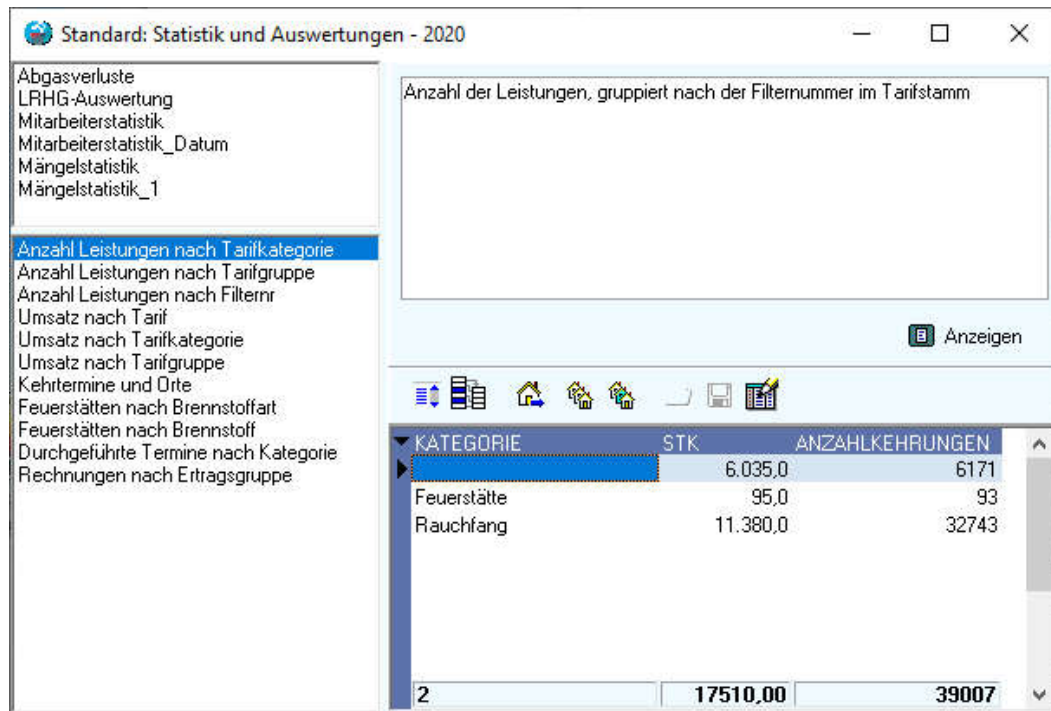 Standard: Statistik und Auswertungen - 2020
Abgasverluste
LRHG-Auswertung
Mitarbeiterstatistik
Mitarbeiterstatistik_Datum
Mängelstatistik
Mängelstatistik_1
Anzahl der Leistungen, gruppiert nach der Filternummer im Tarifstamm
Anzahl Leistungen nach Tarifkategorie
Anzahl Leistungen nach Tarifgruppe
Anzahl Leistungen nach Filternr
Umsatz nach Tarif
Umsatz nach Tarifkategorie
Umsatz nach Tarifgruppe
Kehrtermine und Orte
Feuerstätten nach Brennstoffart
Feuerstätten nach Brennstoff
Durchgeführte Termine nach Kategorie
Rechnungen nach Ertragsgruppe
Anzeigen
KATEGORIE STK ANZAHLKEHRUNGEN
6.035,0 6171
Feuerstätte 95,0 93
Rauchfang 11.380,0 32743
2 17510,00 39007